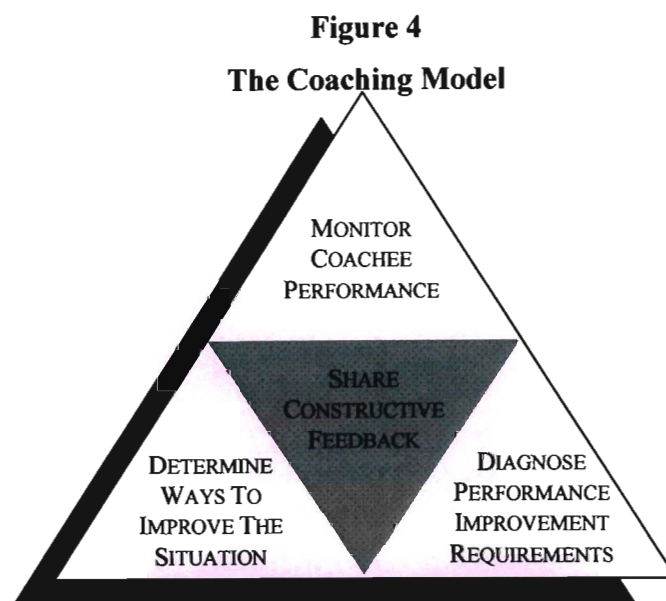 Figure 4
The Coaching Model
MONITOR
COACHEE
PERFORMANCE
SHARE
CONSTRUCTIVE
FEEDBACK
DETERMINE
WAYS TO
IMPROVE THE
SITUATION
DIAGNOSE
PERFORMANCE
IMPROVEMENT
REQUIREMENTS